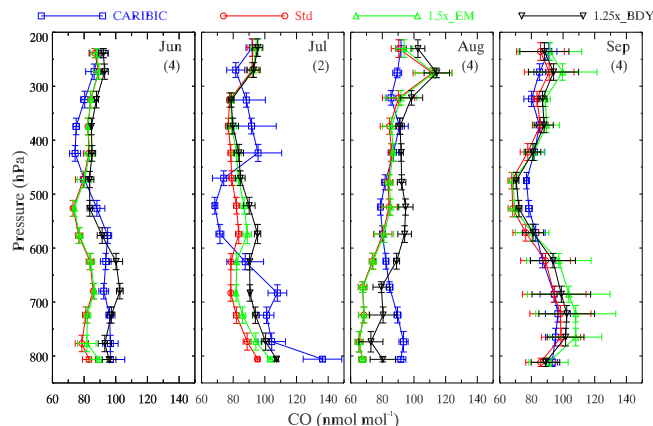 CARIBIC Std 1.5x_EM 1.25x_BDY
200
300
400
500
600
700
800
Pressure (hPa)
Jun
(4)
Jul
(2)
Aug
(4)
Sep
(4)
60 80 100 120 140 60 80 100 120 140 60 80 100 120 140 60 80 100 120 140
CO (nmol mol⁻¹)